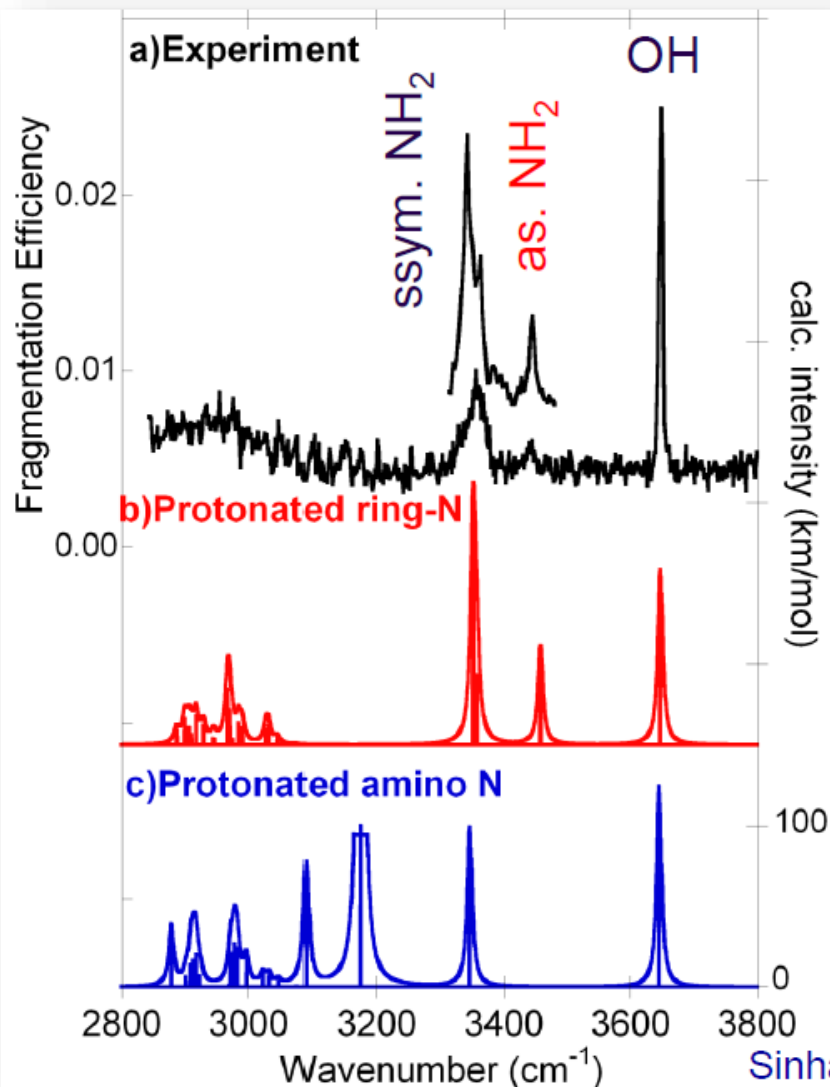 a)Experiment
OH
ssym. NH2
as. NH2
Fragmentation Efficiency
0.02
0.01
0.00
calc. intensity (km/mol)
b)Protonated ring-N
c)Protonated amino N
100
0
2800 3000 3200 3400 3600 3800
Wavenumber (cm-1)
Sinha